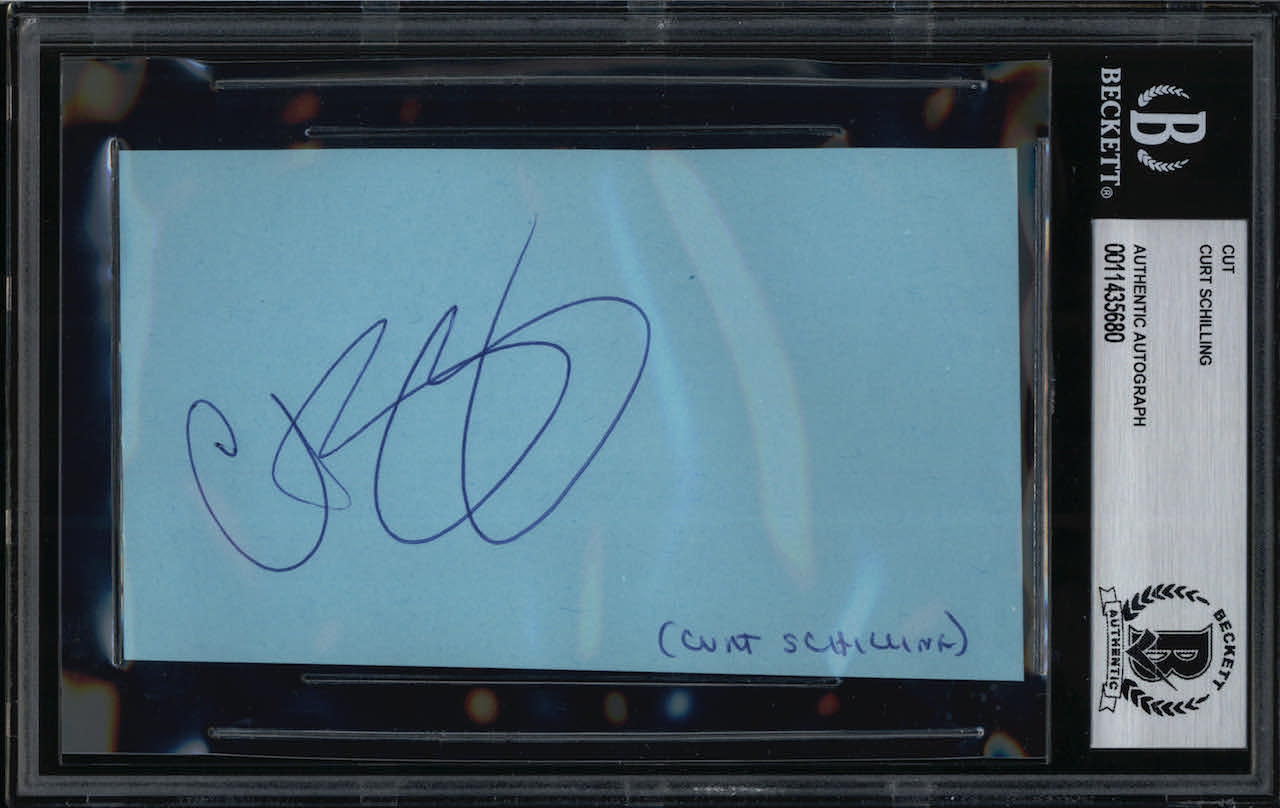 (CURT SCHILLING)
BECKETT®
B
CUT
CURT SCHILLING
AUTHENTIC AUTOGRAPH
0011435680
BECKETT
B
AUTHENTIC